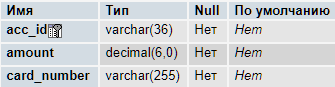 Имя Тип Null По умолчанию
acc_id varchar(36) Нет Нет
amount decimal(6,0) Нет Нет
card_number varchar(255) Нет Нет